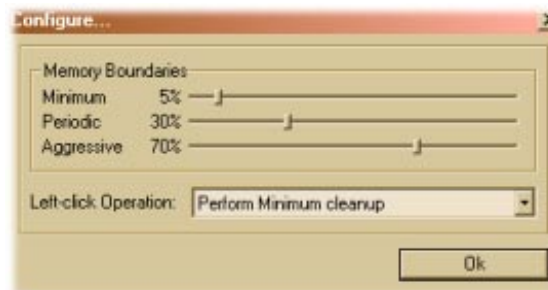 Configure...
Memory Boundaries
Minimum 5%
Periodic 30%
Aggressive 70%
Left-click Operation: Perform Minimum cleanup
Ok